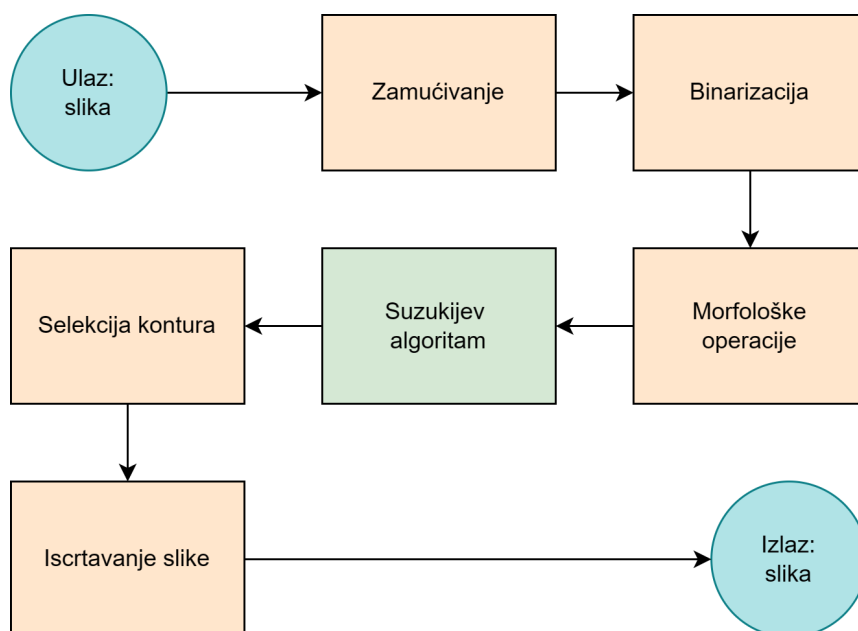 Ulaz:
slika
Zamućivanje
Binarizacija
Morfološke
operacije
Suzukijev
algoritam
Selekcija kontura
Iscrtavanje slike
Izlaz:
slika